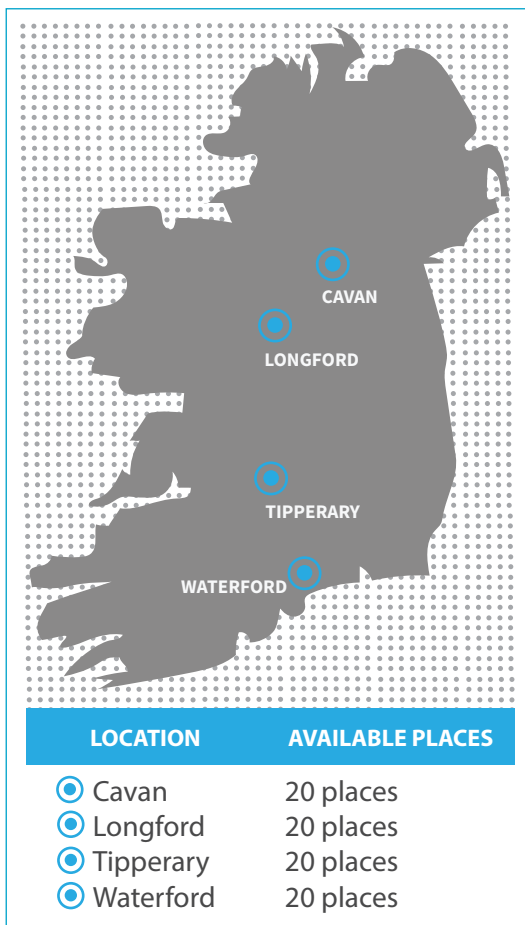 CAVAN
LONGFORD
TIPPERARY
WATERFORD
LOCATION AVAILABLE PLACES
Cavan 20 places
Longford 20 places
Tipperary 20 places
Waterford 20 places